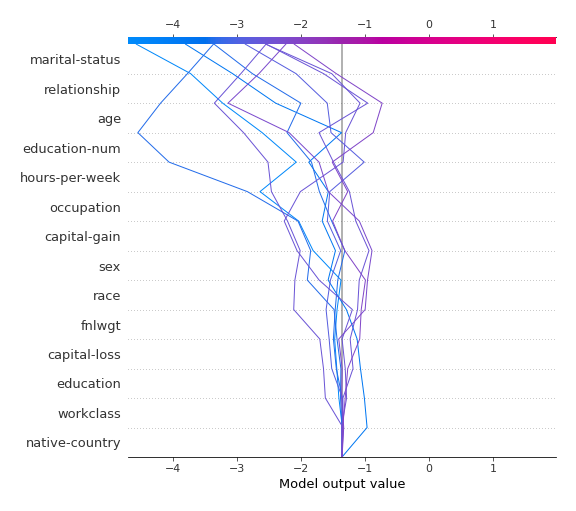 −4 −3 −2 −1 0 1
marital-status
relationship
age
education-num
hours-per-week
occupation
capital-gain
sex
race
fnlwgt
capital-loss
education
workclass
native-country
−4 −3 −2 −1 0 1
Model output value